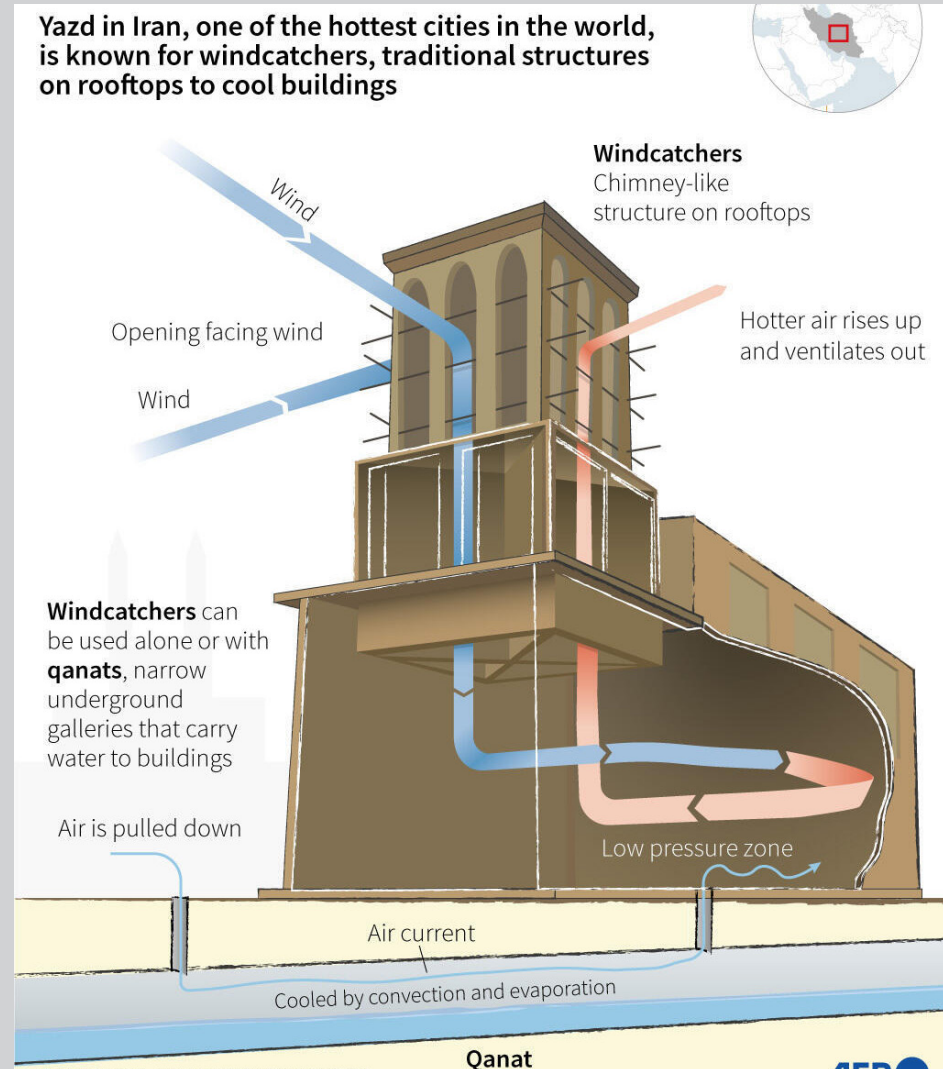 Yazd in Iran, one of the hottest cities in the world,
is known for windcatchers, traditional structures
on rooftops to cool buildings
Windcatchers
Chimney-like
structure on rooftops
Wind
Opening facing wind
Hotter air rises up
and ventilates out
Wind
Windcatchers can
be used alone or with
qanats, narrow
underground
galleries that carry
water to buildings
Air is pulled down
Low pressure zone
Air current
Cooled by convection and evaporation
Qanat
AFP